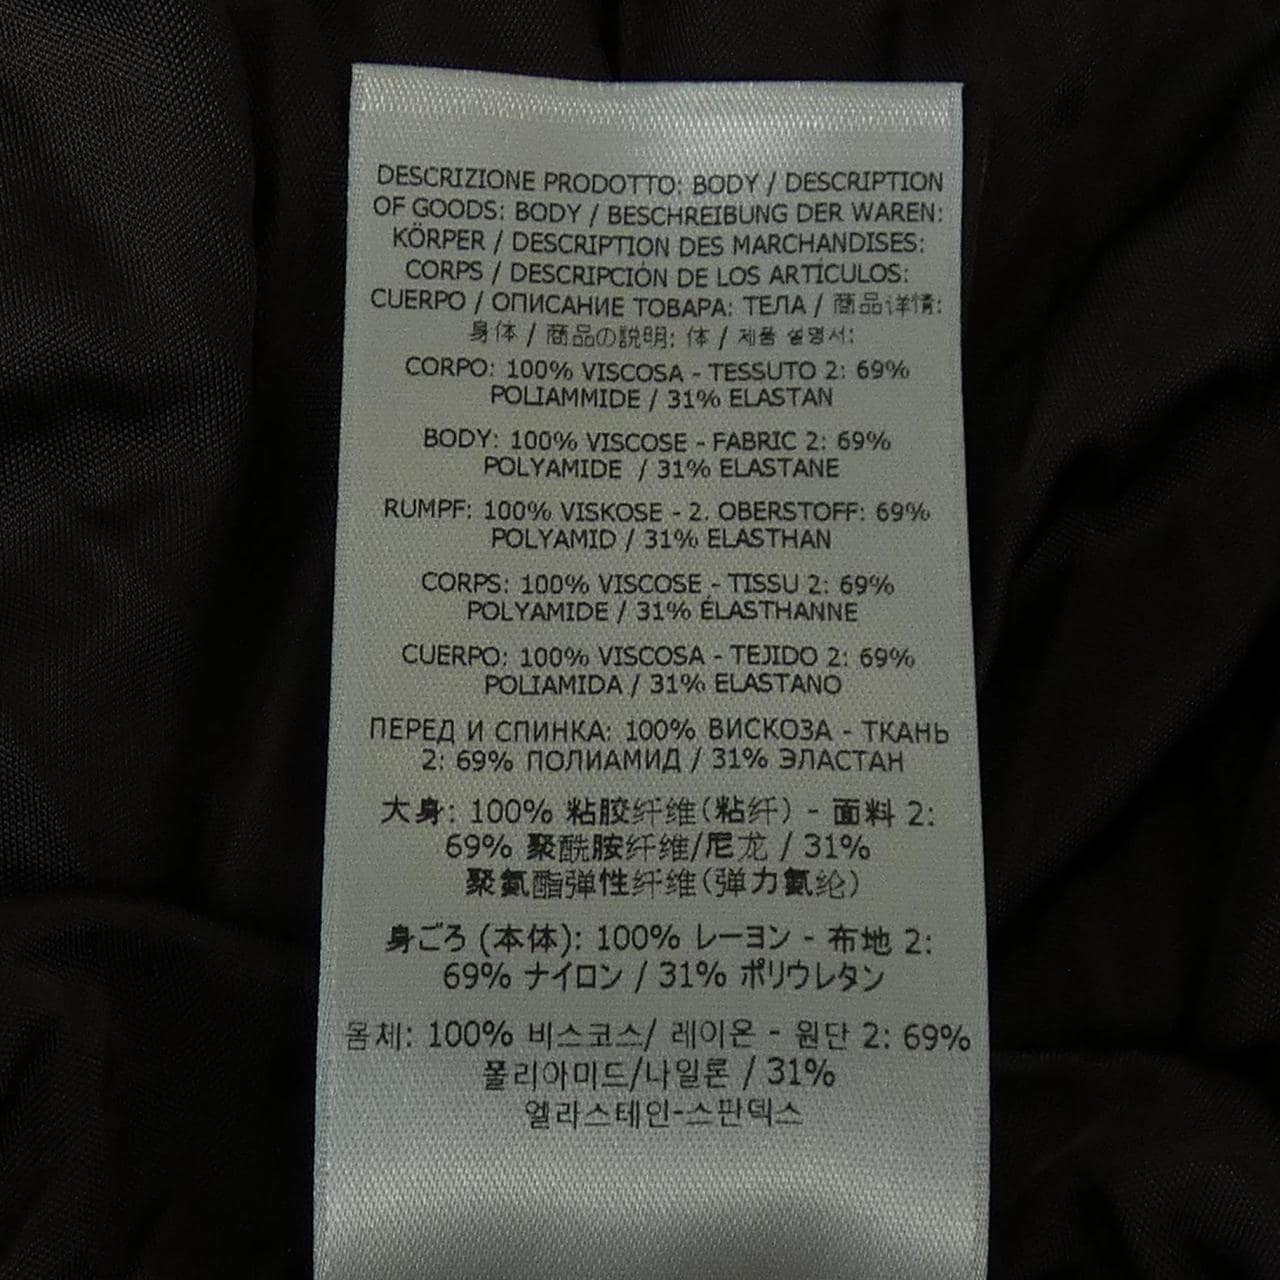 DESCRIZIONE PRODOTTO: BODY / DESCRIPTION
OF GOODS: BODY / BESCHREIBUNG DER WAREN:
KÖRPER / DESCRIPTION DES MARCHANDISES:
CORPS / DESCRIPCIÓN DE LOS ARTÍCULOS:
CUERPO / ОПИСАНИЕ ТОВАРА: ТЕЛА / 商品详情:
身体 / 商品の説明: 体 / 제품 설명서:
CORPO: 100% VISCOSA - TESSUTO 2: 69%
POLIAMMIDE / 31% ELASTAN
BODY: 100% VISCOSE - FABRIC 2: 69%
POLYAMIDE / 31% ELASTANE
RUMPF: 100% VISKOSE - 2. OBERSTOFF: 69%
POLYAMID / 31% ELASTHAN
CORPS: 100% VISCOSE - TISSU 2: 69%
POLYAMIDE / 31% ÉLASTHANNE
CUERPO: 100% VISCOSA - TEJIDO 2: 69%
POLIAMIDA / 31% ELASTANO
ПЕРЕД И СПИНКА: 100% ВИСКОЗА - ТКАНЬ
2: 69% ПОЛИАМИД / 31% ЭЛАСТАН
大身: 100% 粘胶纤维(粘纤) - 面料 2:
69% 聚酰胺纤维/尼龙 / 31%
聚氨酯弹性纤维(弹力氨纶)
身ごろ (本体): 100% レーヨン - 布地 2:
69% ナイロン / 31% ポリウレタン
몸체: 100% 비스코스/ 레이온 - 원단 2: 69%
폴리아미드/나일론 / 31%
엘라스테인-스판덱스